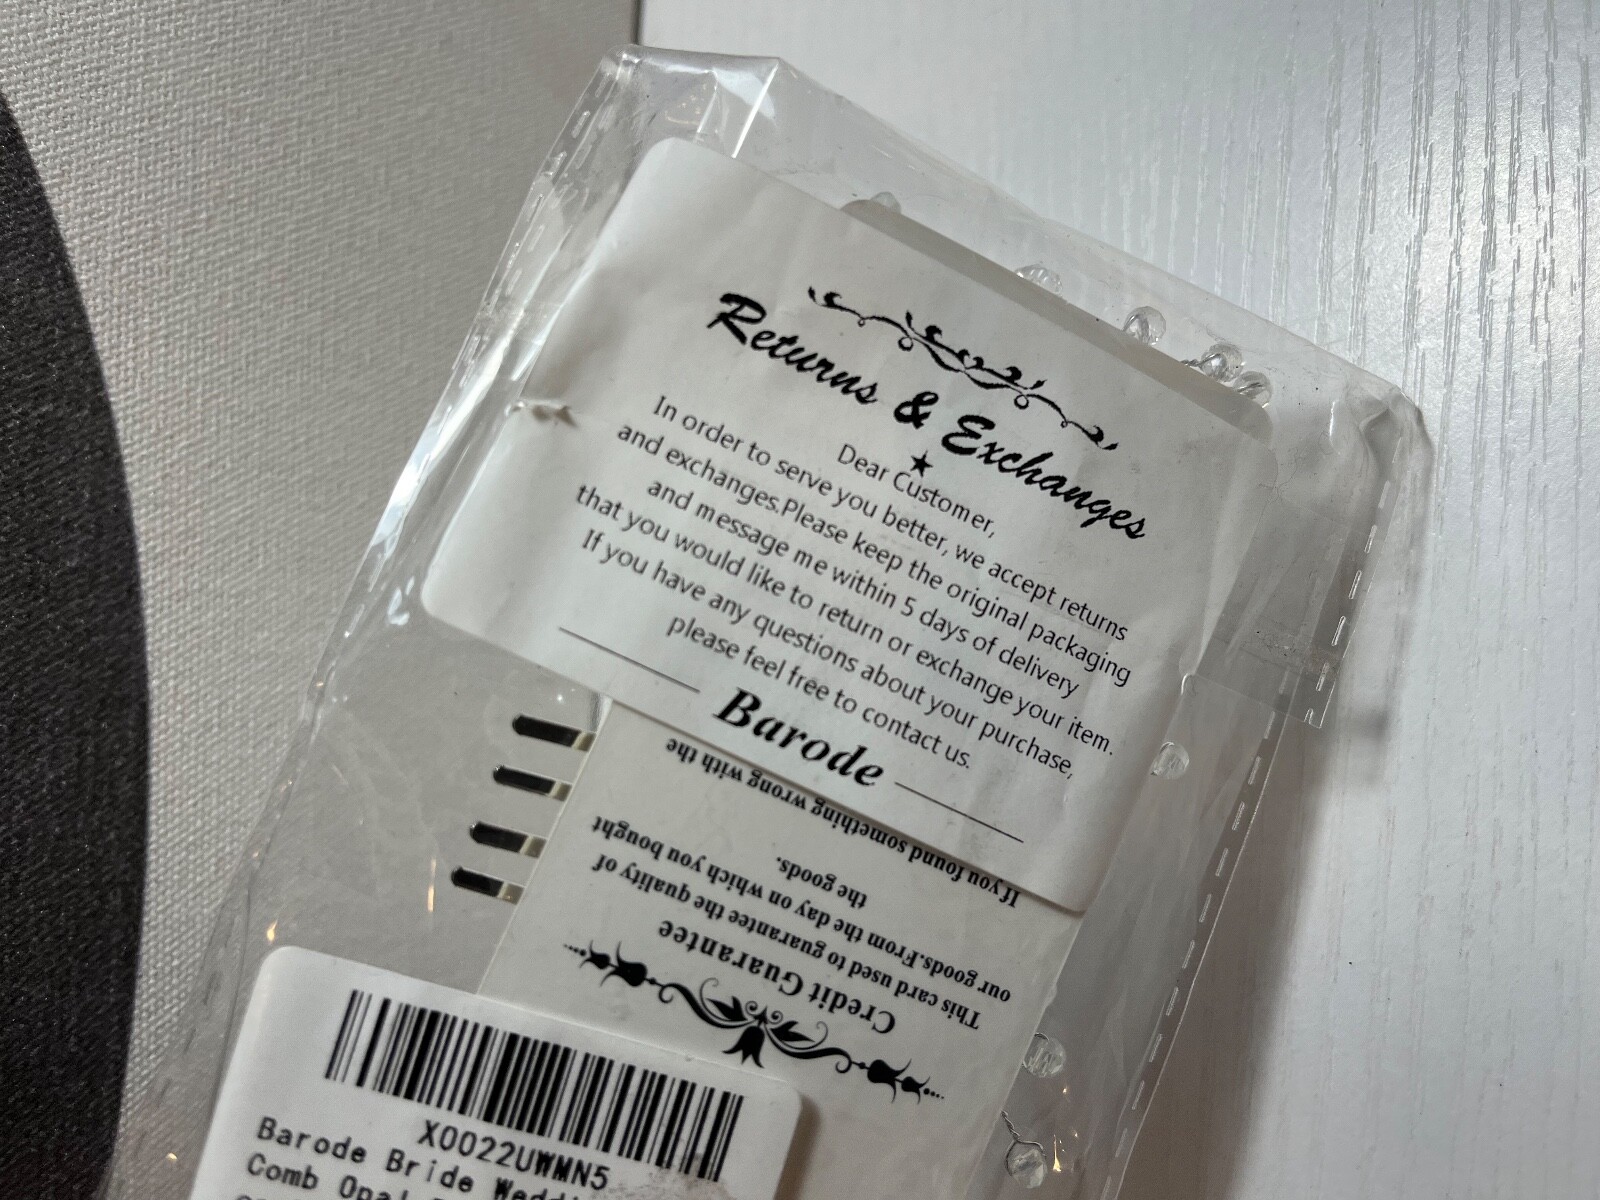 Returns & Exchanges
Dear Customer,
In order to serve you better, we accept returns
and exchanges.Please keep the original packaging
and message me within 5 days of delivery
that you would like to return or exchange your item.
If you have any questions about your purchase,
please feel free to contact us.
Barode
Credit Guarantee
This card used to guarantee the quality of
our goods.From the day on which you bought
the goods.
If you found something wrong with the
X0022UWMN5
Barode Bride
Comb